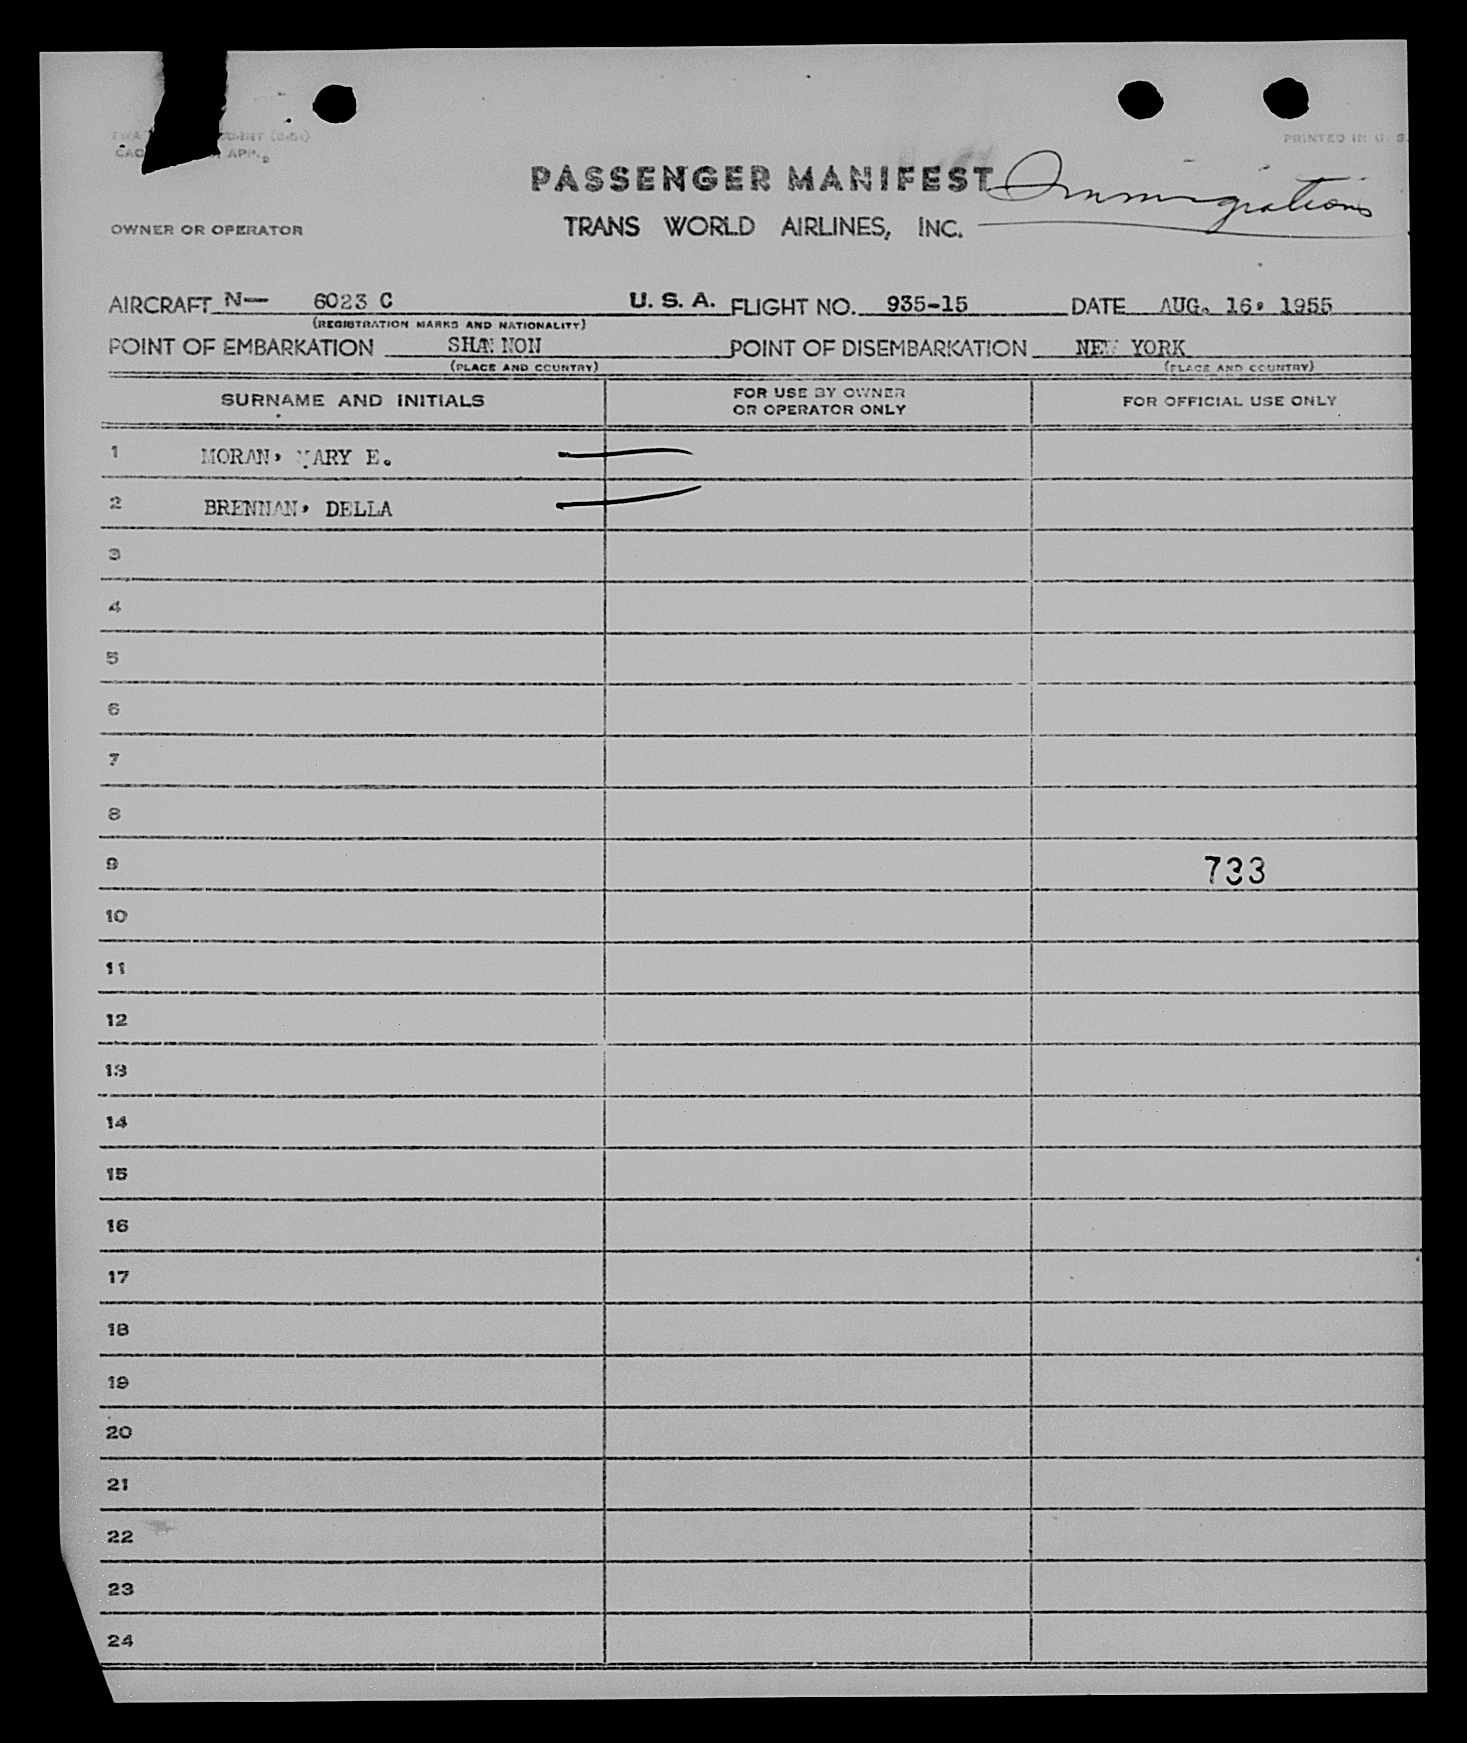 PRINTED IN U. S.
PASSENGER MANIFEST
Immigrations
TRANS WORLD AIRLINES, INC.
OWNER OR OPERATOR
AIRCRAFT N— 6023 C U. S. A. FLIGHT NO. 935-15 DATE AUG. 16, 1955
(REGISTRATION MARKS AND NATIONALITY)
POINT OF EMBARKATION SHANNON POINT OF DISEMBARKATION NEW YORK
(PLACE AND COUNTRY) (PLACE AND COUNTRY)
SURNAME AND INITIALS FOR USE BY OWNER OR OPERATOR ONLY FOR OFFICIAL USE ONLY
1 MORAN, MARY E.
2 BRENNAN, DELLA
3
4
5
6
7
8
9 733
10
11
12
13
14
15
16
17
18
19
20
21
22
23
24